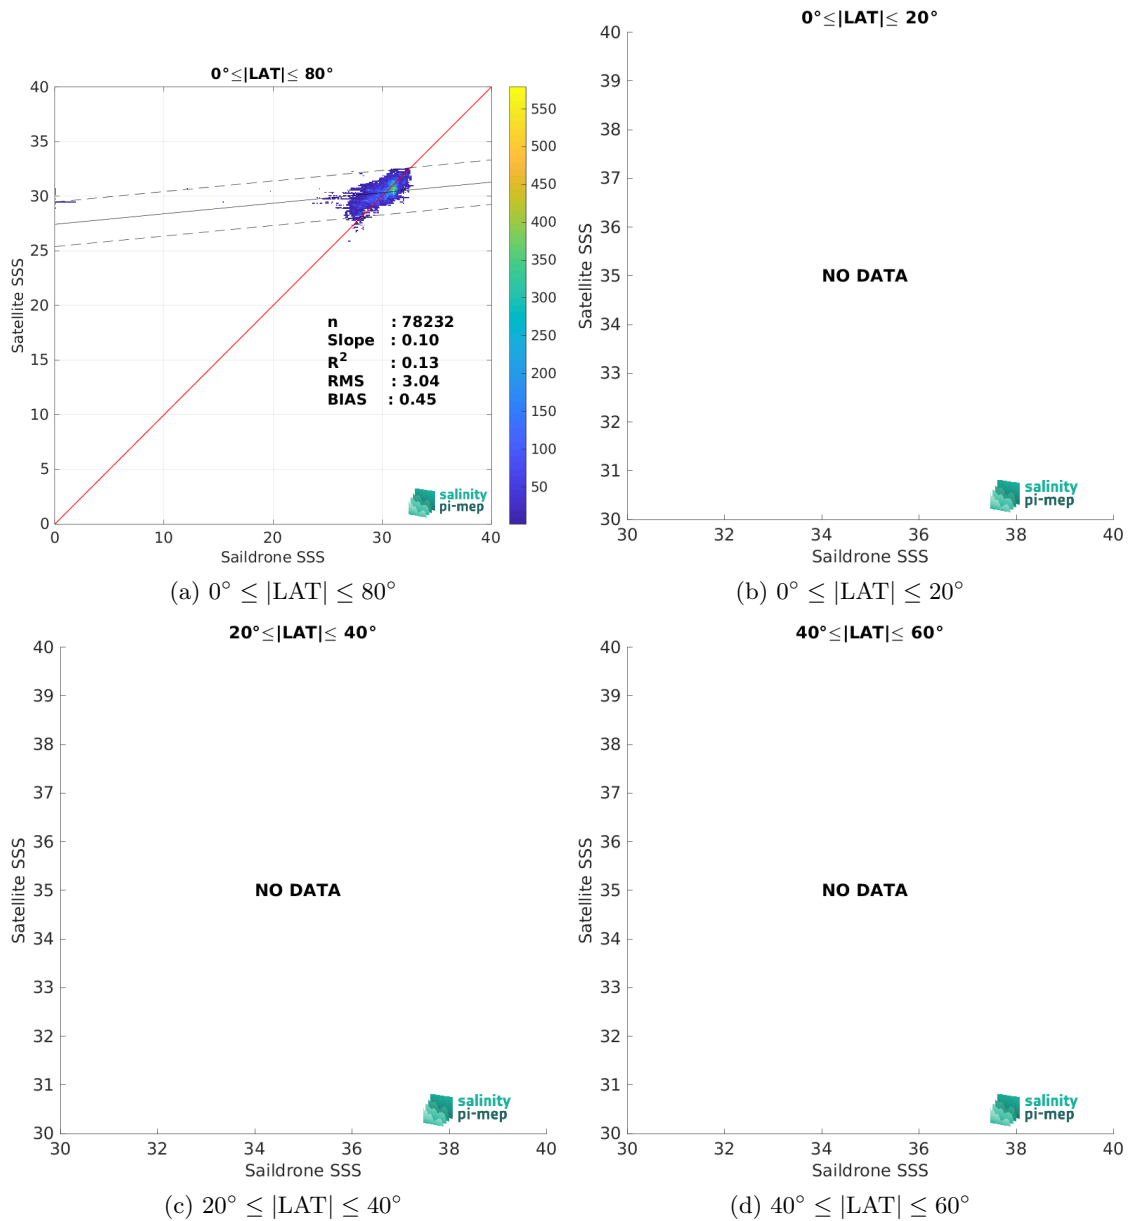 0°≤|LAT|≤ 80°
40
35
30
25
20
15
10
5
0
Satellite SSS
0
10
20
30
40
Saildrone SSS
n : 78232
Slope : 0.10
R2 : 0.13
RMS : 3.04
BIAS : 0.45
salinity
pi-mep
550
500
450
400
350
300
250
200
150
100
50
(a) 0° ≤ |LAT| ≤ 80°
0°≤|LAT|≤ 20°
40
39
38
37
36
35
34
33
32
31
30
Satellite SSS
NO DATA
salinity
pi-mep
30
32
34
36
38
40
Saildrone SSS
(b) 0° ≤ |LAT| ≤ 20°
20°≤|LAT|≤ 40°
40
39
38
37
36
35
34
33
32
31
30
Satellite SSS
NO DATA
salinity
pi-mep
30
32
34
36
38
40
Saildrone SSS
(c) 20° ≤ |LAT| ≤ 40°
40°≤|LAT|≤ 60°
40
39
38
37
36
35
34
33
32
31
30
Satellite SSS
NO DATA
salinity
pi-mep
30
32
34
36
38
40
Saildrone SSS
(d) 40° ≤ |LAT| ≤ 60°